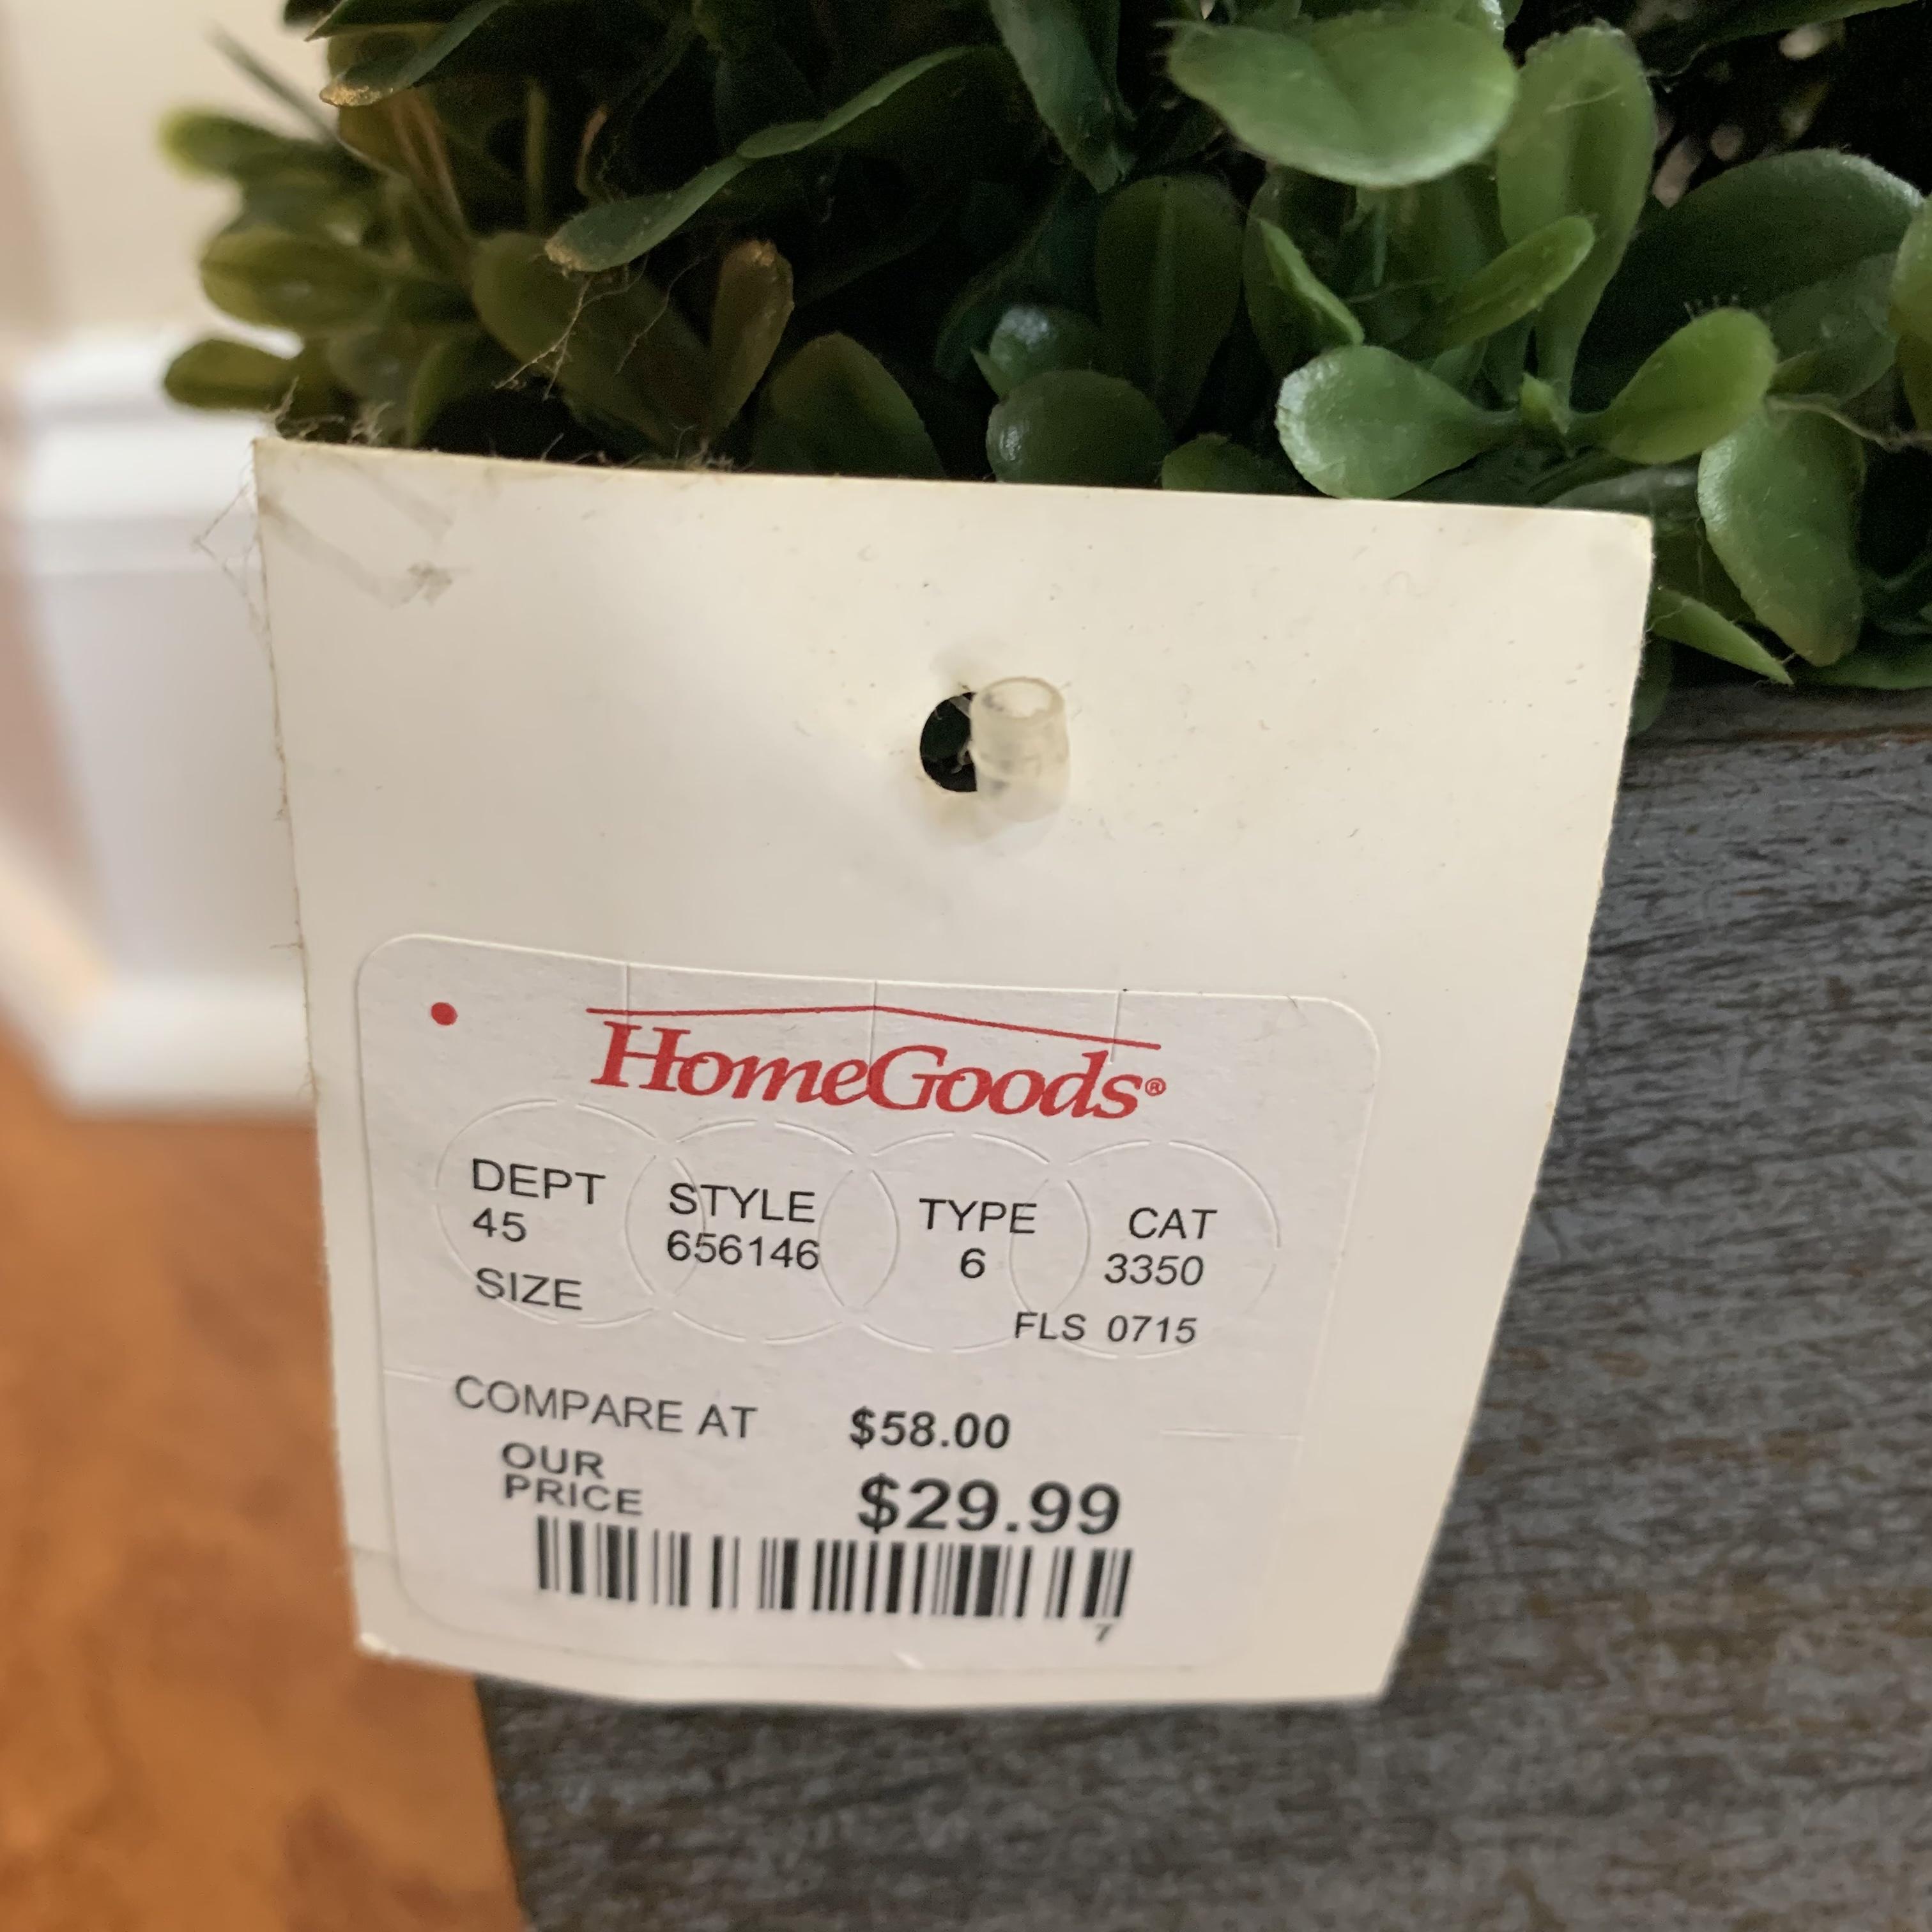 HomeGoods®
DEPT STYLE TYPE CAT
45 656146 6 3350
SIZE FLS 0715
COMPARE AT $58.00
OUR
PRICE $29.99
7